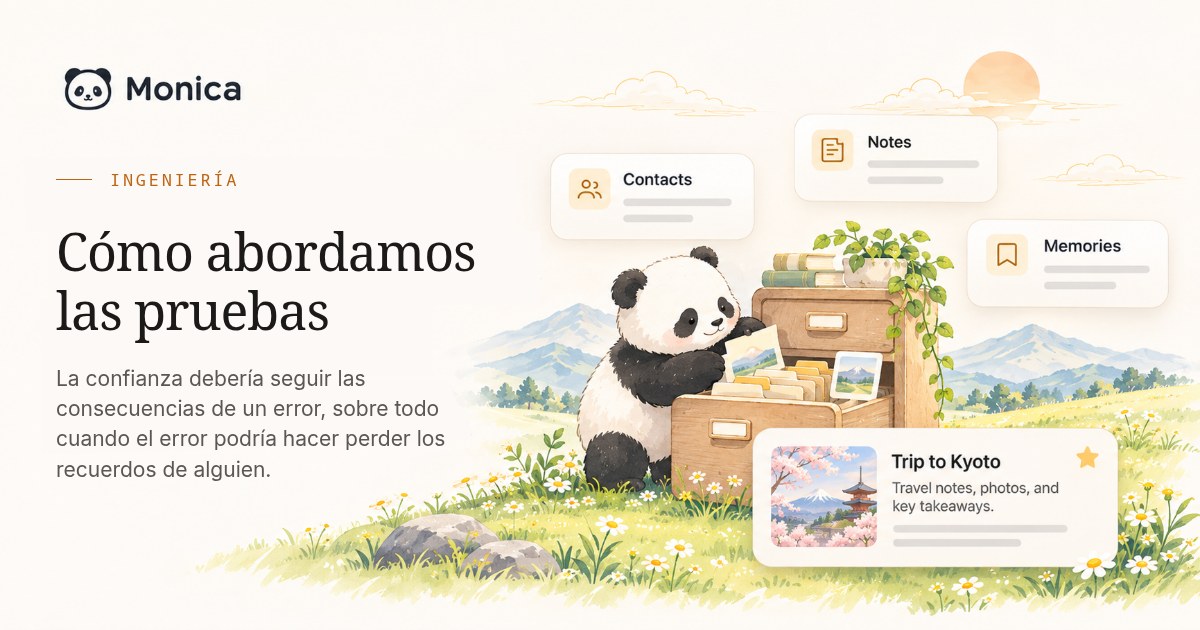 Monica
INGENIERÍA
Cómo abordamos
las pruebas
La confianza debería seguir las
consecuencias de un error, sobre todo
cuando el error podría hacer perder los
recuerdos de alguien.
Contacts
Notes
Memories
Trip to Kyoto
Travel notes, photos, and
key takeaways.